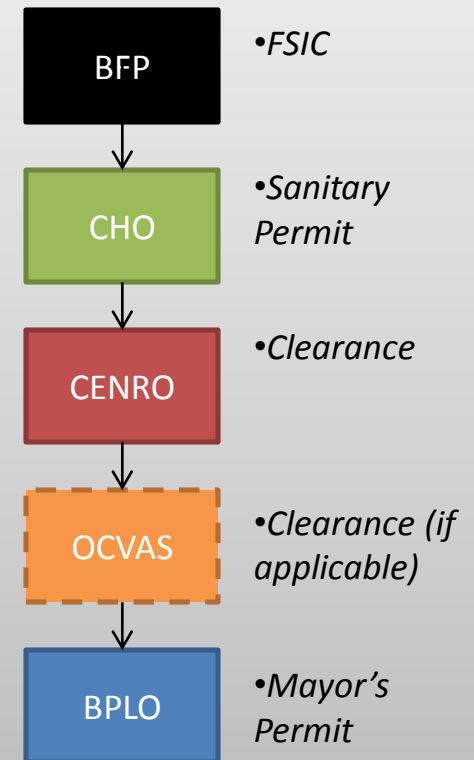 BFP
•FSIC
CHO
•Sanitary
Permit
CENRO
•Clearance
OCVAS
•Clearance (if
applicable)
BPLO
•Mayor's
Permit